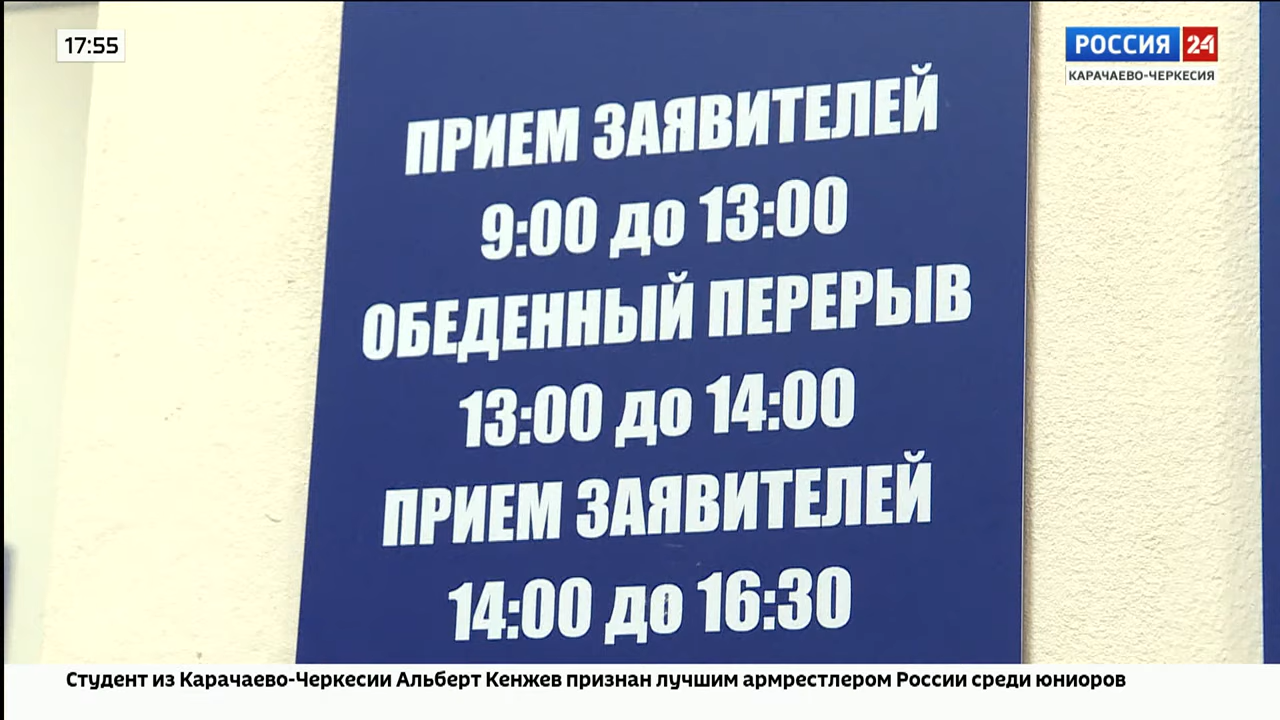 17:55
РОССИЯ 24
КАРАЧАЕВО-ЧЕРКЕСИЯ
ПРИЕМ ЗАЯВИТЕЛЕЙ
9:00 до 13:00
ОБЕДЕННЫЙ ПЕРЕРЫВ
13:00 до 14:00
ПРИЕМ ЗАЯВИТЕЛЕЙ
14:00 до 16:30
Студент из Карачаево-Черкесии Альберт Кенжев признан лучшим армрестлером России среди юниоров